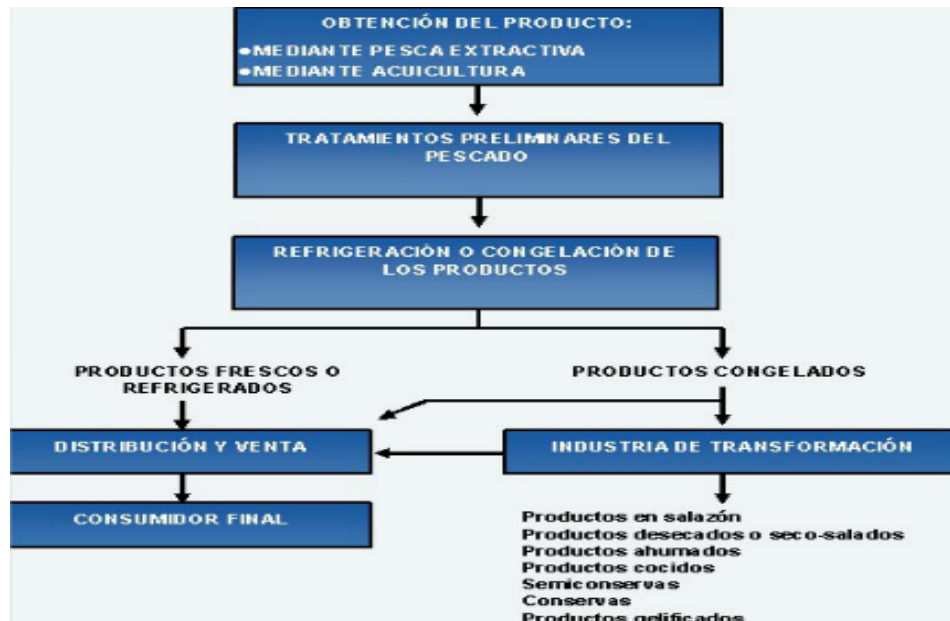 OBTENCIÓN DEL PRODUCTO:
●MEDIANTE PESCA EXTRACTIVA
●MEDIANTE ACUICULTURA
TRATAMIENTOS PRELIMINARES DEL
PESCADO
REFRIGERACIÓN O CONGELACIÓN DE
LOS PRODUCTOS
PRODUCTOS FRESCOS O
REFRIGERADOS
PRODUCTOS CONGELADOS
DISTRIBUCIÓN Y VENTA
INDUSTRIA DE TRANSFORMACIÓN
CONSUMIDOR FINAL
Productos en salazón
Productos desecados o seco-salados
Productos ahumados
Productos cocidos
Semiconservas
Conservas
Productos gelificados